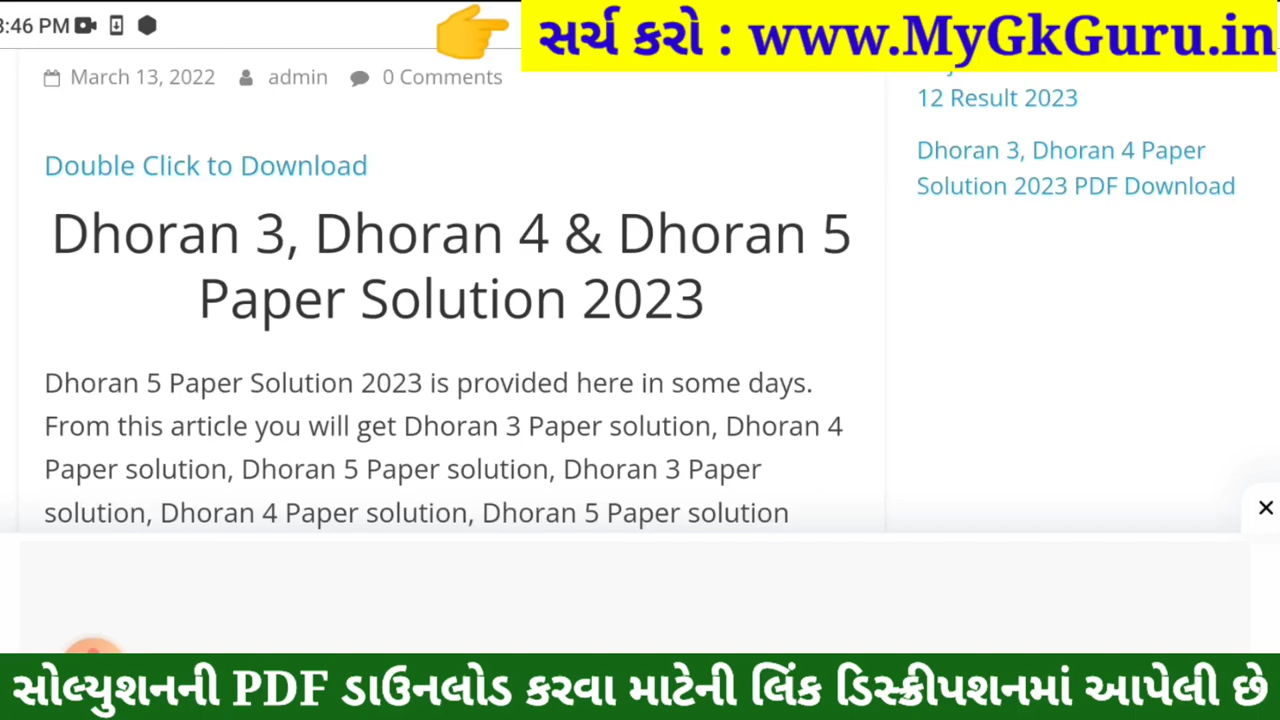 3:46 PM
સર્ચ કરો : www.MyGkGuru.in
March 13, 2022 admin 0 Comments
12 Result 2023
Dhoran 3, Dhoran 4 Paper
Solution 2023 PDF Download
Double Click to Download
Dhoran 3, Dhoran 4 & Dhoran 5
Paper Solution 2023
Dhoran 5 Paper Solution 2023 is provided here in some days.
From this article you will get Dhoran 3 Paper solution, Dhoran 4
Paper solution, Dhoran 5 Paper solution, Dhoran 3 Paper
solution, Dhoran 4 Paper solution, Dhoran 5 Paper solution
સોલ્યુશનની PDF ડાઉનલોડ કરવા માટેની લિંક ડિસ્ક્રીપશનમાં આપેલી છે